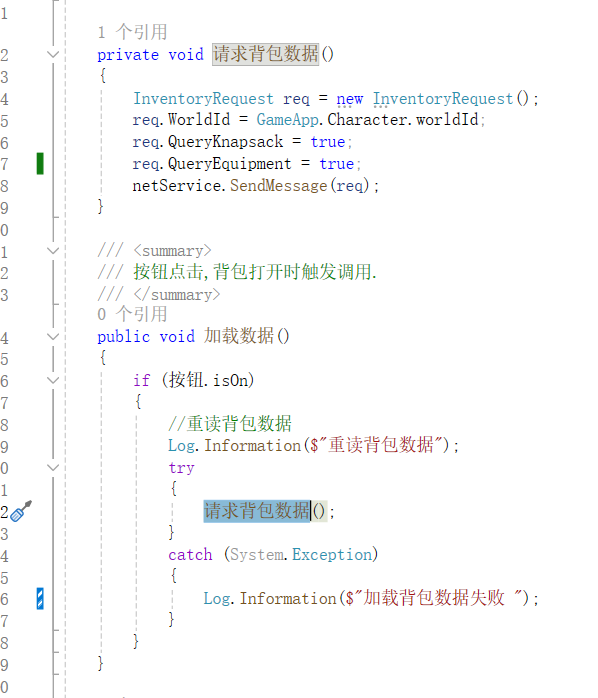 1
1 个引用
2 private void 请求背包数据()
3 {
4 InventoryRequest req = new InventoryRequest();
5 req.WorldId = GameApp.Character.worldId;
6 req.QueryKnapsack = true;
7 req.QueryEquipment = true;
8 netService.SendMessage(req);
9 }
0
1 /// <summary>
2 /// 按钮点击,背包打开时触发调用.
3 /// </summary>
0 个引用
4 public void 加载数据()
5 {
6 if (按钮.isOn)
7 {
8 //重读背包数据
9 Log.Information($"重读背包数据");
0 try
1 {
2 请求背包数据();
3 }
4 catch (System.Exception)
5 {
6 Log.Information($"加载背包数据失败 ");
7 }
8 }
9 }
0